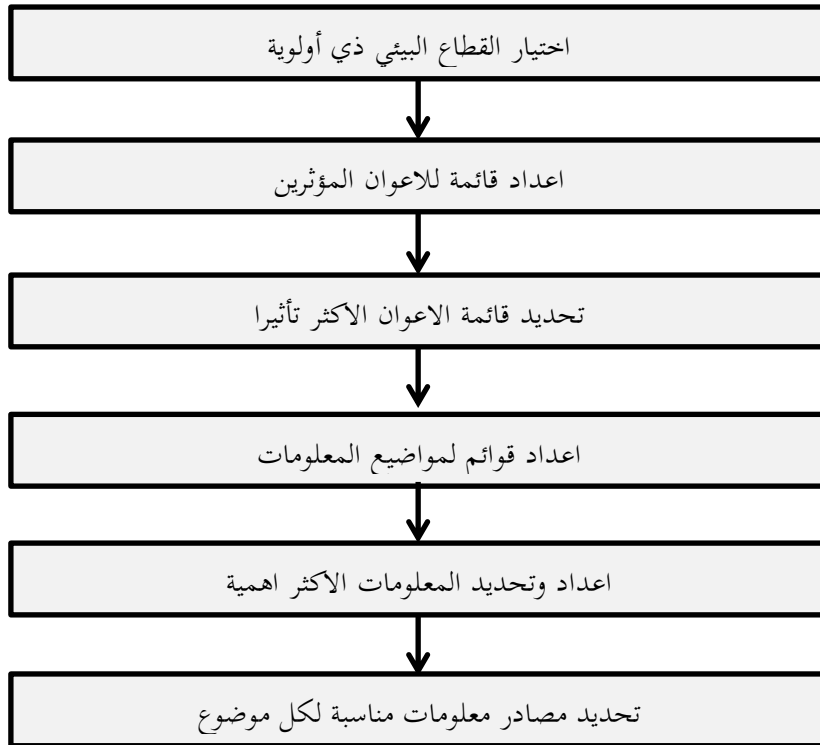 اختيار القطاع البيئي ذي أولوية
اعداد قائمة للاعوان المؤثرين
تحديد قائمة الاعوان الاكثر تأثيرا
اعداد قوائم لمواضيع المعلومات
اعداد وتحديد المعلومات الاكثر اهمية
تحديد مصادر معلومات مناسبة لكل موضوع